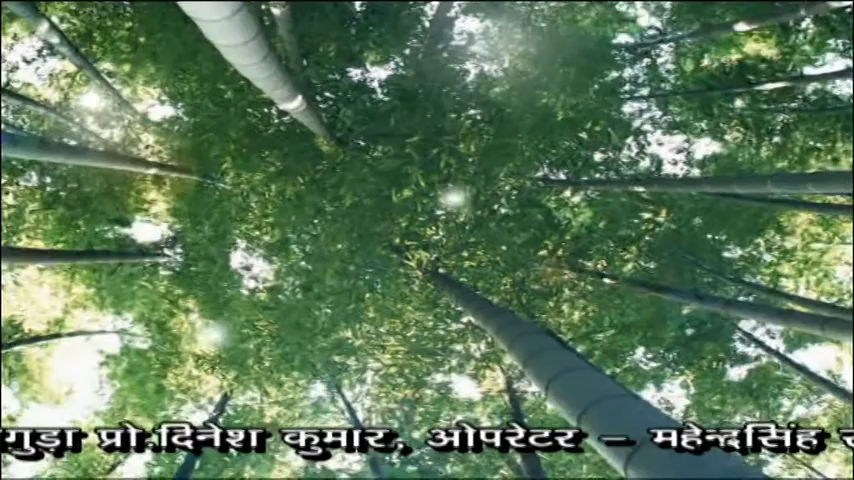 गुड़ा प्रो.दिनेश कुमार, ओपरेटर – महेन्द्रसिंह